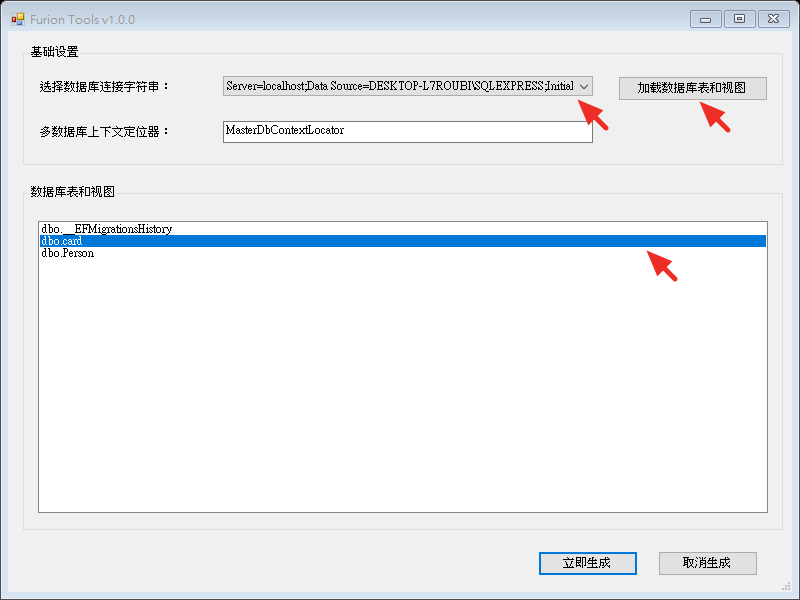 Furion Tools v1.0.0
基础设置
选择数据库连接字符串：
Server=localhost;Data Source=DESKTOP-L7ROUBI\SQLEXPRESS;Initial
加载数据库表和视图
多数据库上下文定位器：
MasterDbContextLocator
数据库表和视图
dbo.__EFMigrationsHistory
dbo.card
dbo.Person
立即生成
取消生成